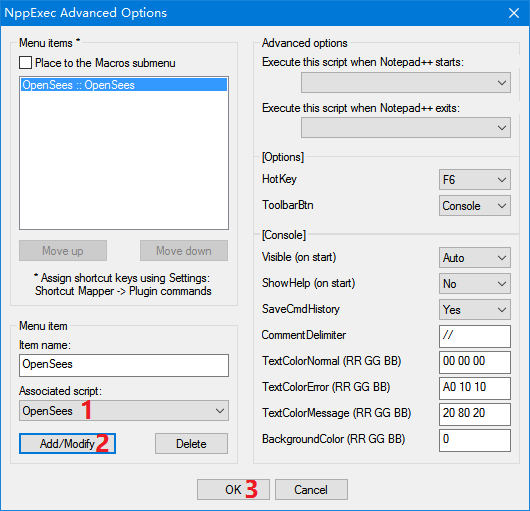 NppExec Advanced Options
Menu items *
Place to the Macros submenu
OpenSees :: OpenSees
Move up
Move down
* Assign shortcut keys using Settings:
Shortcut Mapper -> Plugin commands
Menu item
Item name:
OpenSees
Associated script:
OpenSees 1
Add/Modify 2
Delete
Advanced options
Execute this script when Notepad++ starts:
Execute this script when Notepad++ exits:
[Options]
HotKey F6
ToolbarBtn Console
[Console]
Visible (on start) Auto
ShowHelp (on start) No
SaveCmdHistory Yes
CommentDelimiter //
TextColorNormal (RR GG BB) 00 00 00
TextColorError (RR GG BB) A0 10 10
TextColorMessage (RR GG BB) 20 80 20
BackgroundColor (RR GG BB) 0
OK 3
Cancel